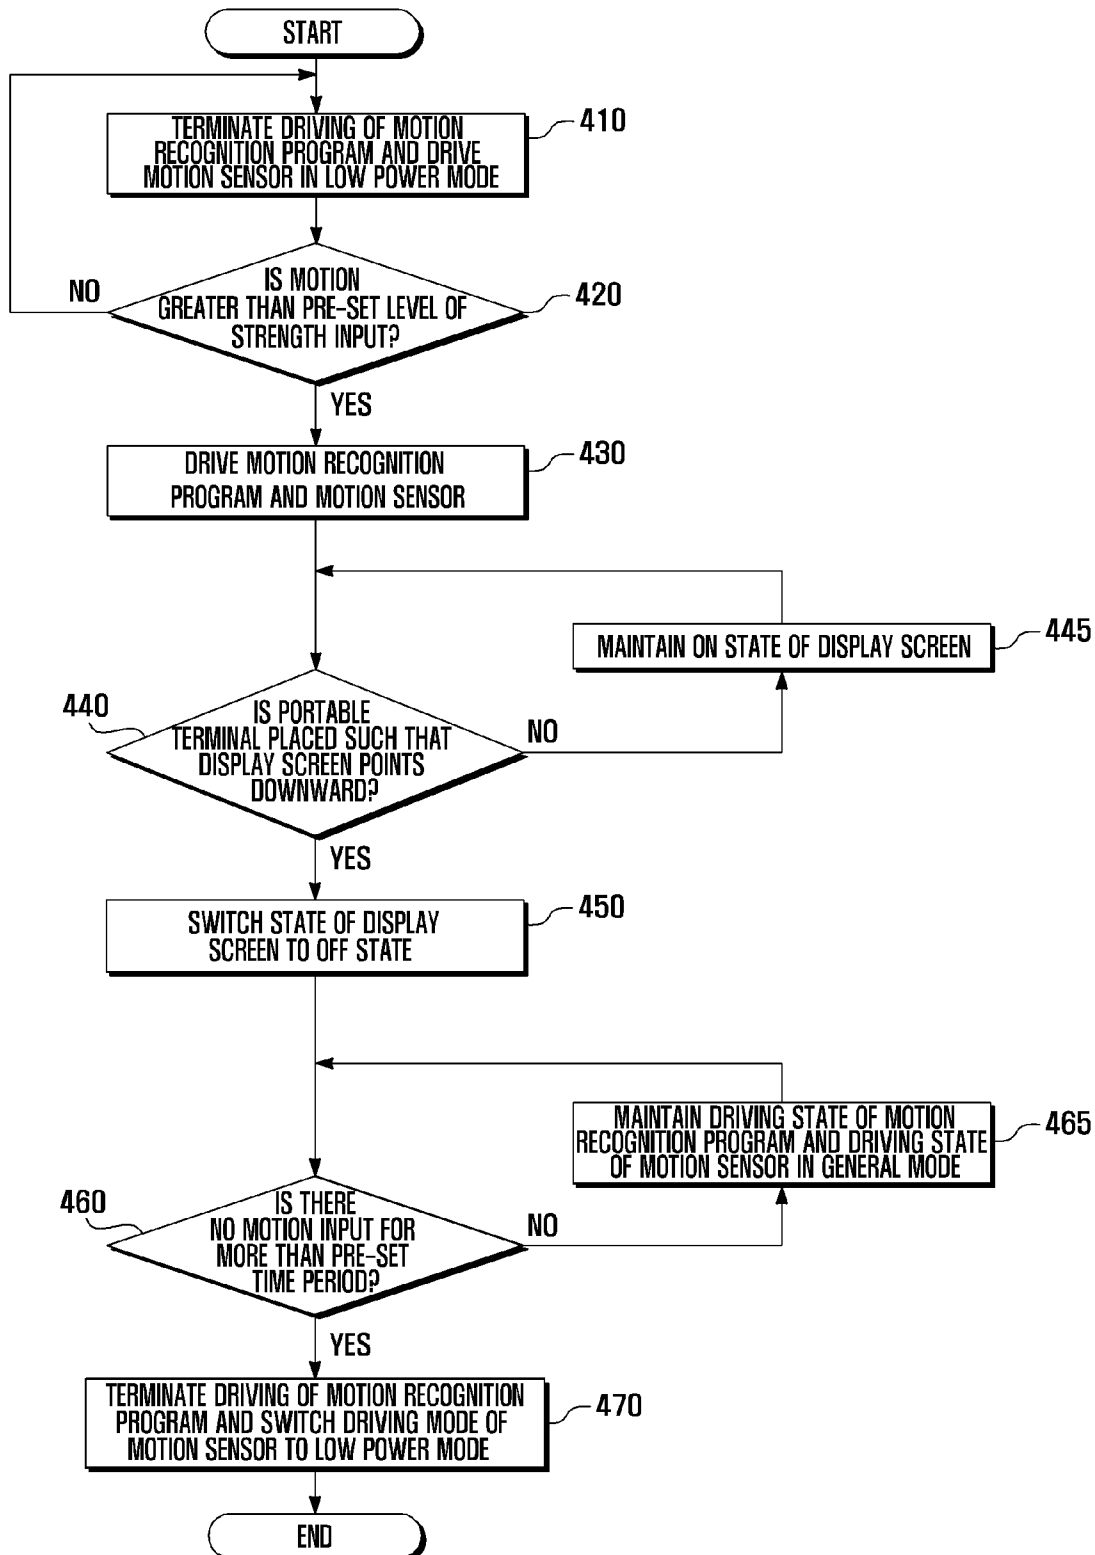 START
TERMINATE DRIVING OF MOTION
RECOGNITION PROGRAM AND DRIVE
MOTION SENSOR IN LOW POWER MODE
410
IS MOTION
GREATER THAN PRE-SET LEVEL OF
STRENGTH INPUT?
420
NO
YES
DRIVE MOTION RECOGNITION
PROGRAM AND MOTION SENSOR
430
MAINTAIN ON STATE OF DISPLAY SCREEN
445
440
IS PORTABLE
TERMINAL PLACED SUCH THAT
DISPLAY SCREEN POINTS
DOWNWARD?
NO
YES
SWITCH STATE OF DISPLAY
SCREEN TO OFF STATE
450
MAINTAIN DRIVING STATE OF MOTION
RECOGNITION PROGRAM AND DRIVING STATE
OF MOTION SENSOR IN GENERAL MODE
465
460
IS THERE
NO MOTION INPUT FOR
MORE THAN PRE-SET
TIME PERIOD?
NO
YES
TERMINATE DRIVING OF MOTION RECOGNITION
PROGRAM AND SWITCH DRIVING MODE OF
MOTION SENSOR TO LOW POWER MODE
470
END